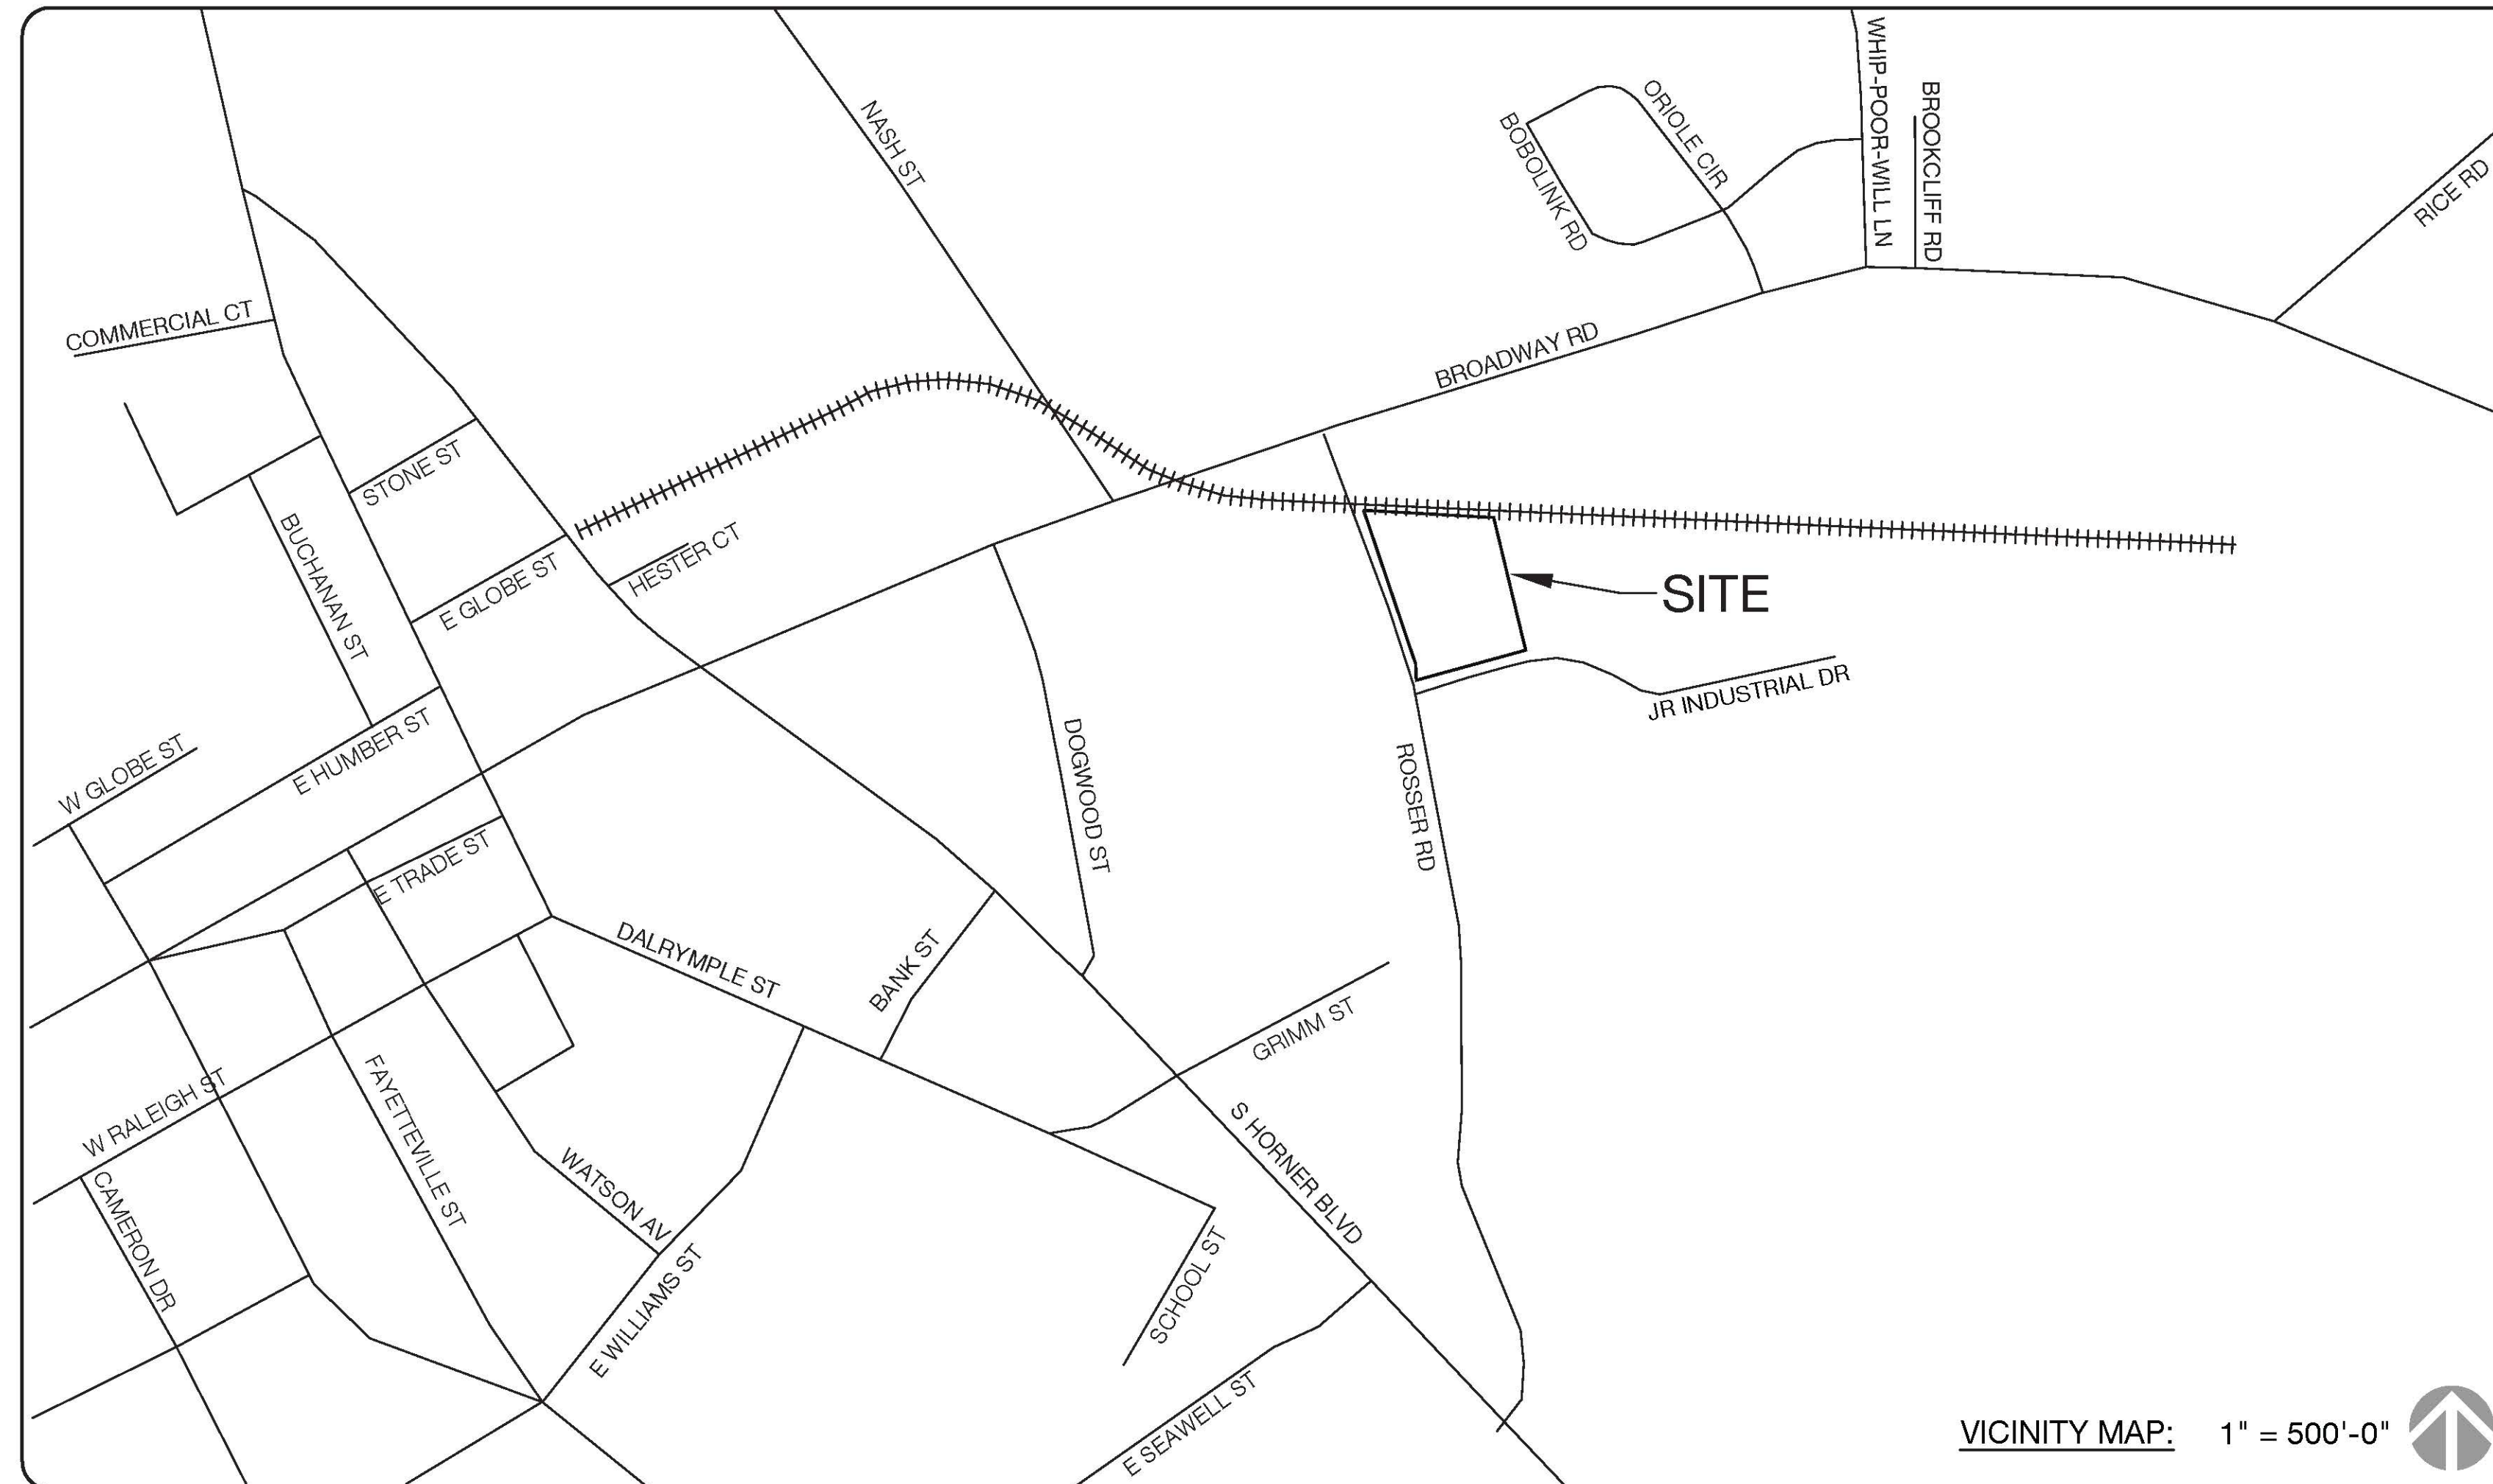 WHIP-POOR-WILL LN
BROOKCLIFF RD
NASH ST
ORIOLE CIR
BOBOLINK RD
RICE RD
COMMERCIAL CT
BROADWAY RD
STONE ST
BUCHANAN ST
E GLOBE ST
HESTER CT
SITE
JR INDUSTRIAL DR
W GLOBE ST
E HUMBER ST
DOGWOOD ST
ROSSER RD
E TRADE ST
DALRYMPLE ST
BANK ST
GRIMM ST
W RALEIGH ST
FAYETTEVILLE ST
CAMERON DR
WATSON AV
E WILLIAMS ST
S HORNER BLVD
SCHOOL ST
E SEAWELL ST
VICINITY MAP: 1" = 500'-0"